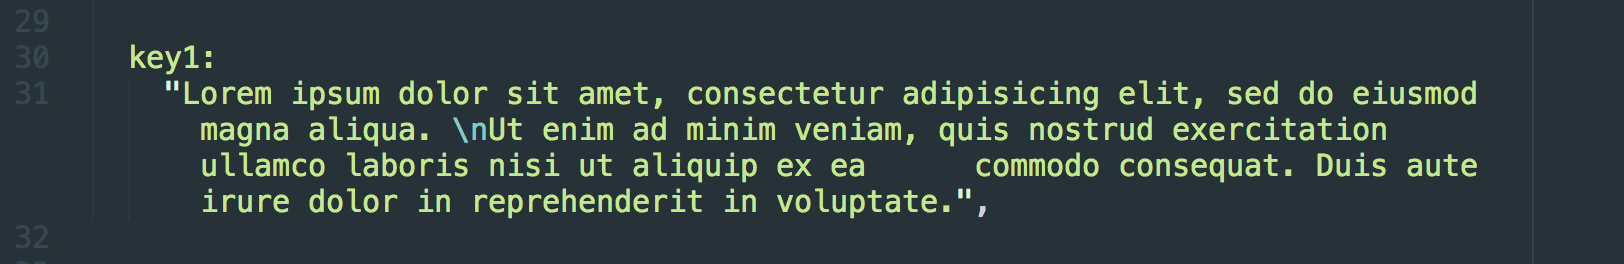 29
30 key1:
31 "Lorem ipsum dolor sit amet, consectetur adipisicing elit, sed do eiusmod
magna aliqua. \nUt enim ad minim veniam, quis nostrud exercitation
ullamco laboris nisi ut aliquip ex ea      commodo consequat. Duis aute
irure dolor in reprehenderit in voluptate.",
32